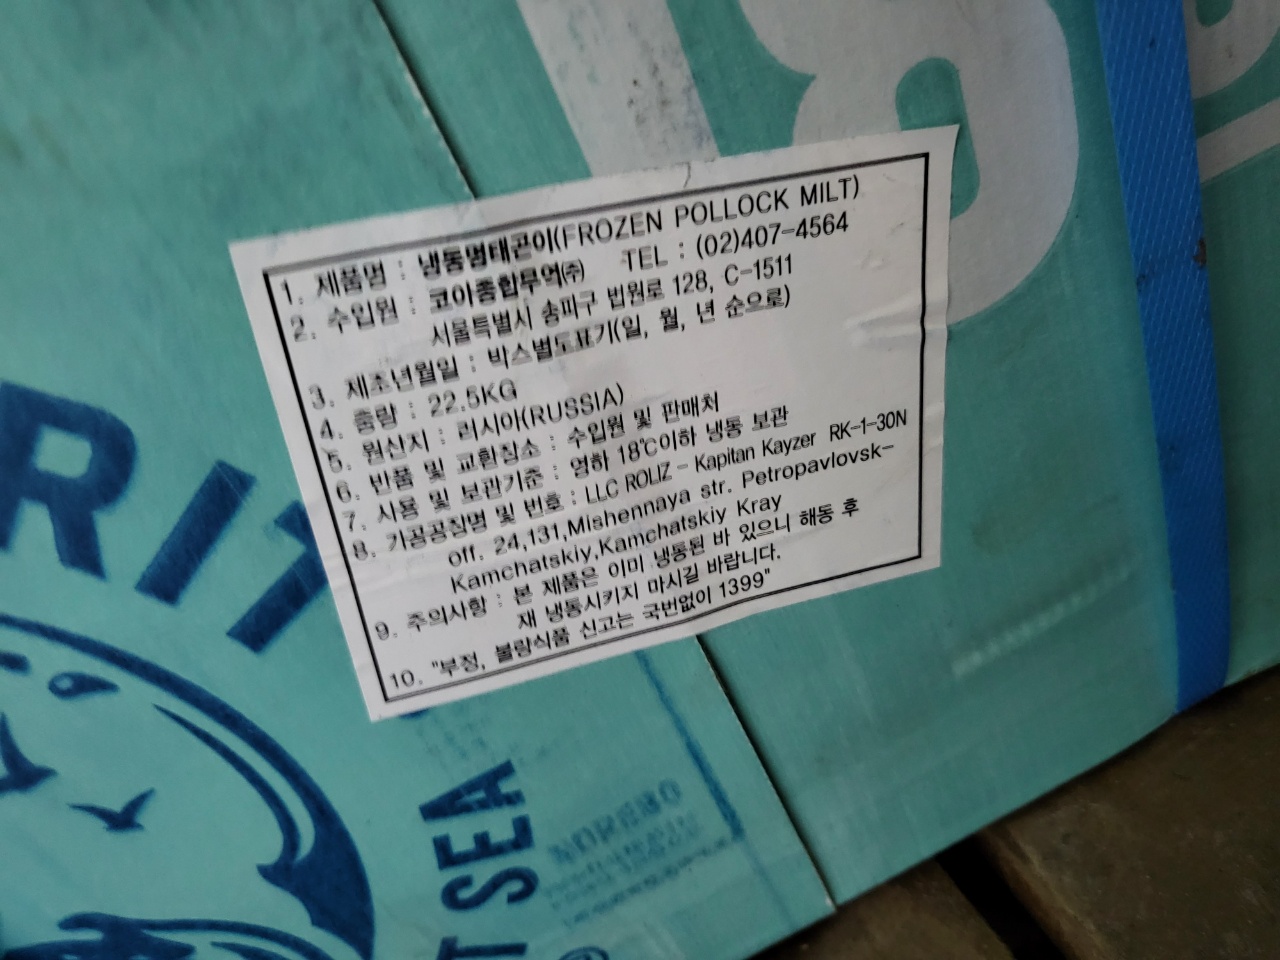 1. 제품명 : 냉동명태곤이(FROZEN POLLOCK MILT)
2. 수입원 : 코아종합무역㈜ TEL : (02)407-4564
서울특별시 송파구 법원로 128, C-1511
3. 제조년월일 : 박스별도표기(일, 월, 년 순으로)
4. 중량 : 22.5KG
5. 원산지 : 러시아(RUSSIA)
6. 반품 및 교환장소 : 수입원 및 판매처
7. 사용 및 보관기준 : 영하 18℃이하 냉동 보관
8. 가공공장명 및 번호 : LLC ROLIZ - Kapitan Kayzer RK-1-30N
off. 24,131,Mishennaya str. Petropavlovsk-
Kamchatskiy,Kamchatskiy Kray
9. 주의사항 : 본 제품은 이미 냉동된 바 있으니 해동 후
재 냉동시키지 마시길 바랍니다.
10. "부정, 불량식품 신고는 국번없이 1399"
RIT
T SEA
NOREBO